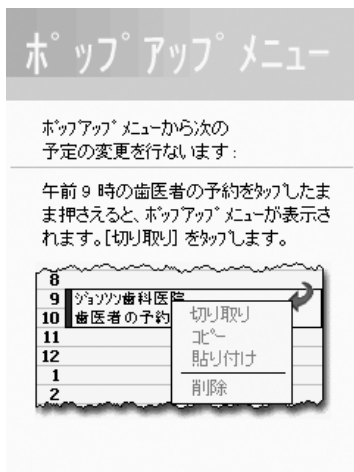 ポップアップメニュー
ポップアップメニューから次の
予定の変更を行ないます:
午前 9 時の歯医者の予約をタップしたま
ま押さえると、ポップアップメニューが表示さ
れます。[切り取り] をタップします。
8
9 ジョンソン歯科医院
10 歯医者の予約
切り取り
コピー
貼り付け
削除
11
12
1
2